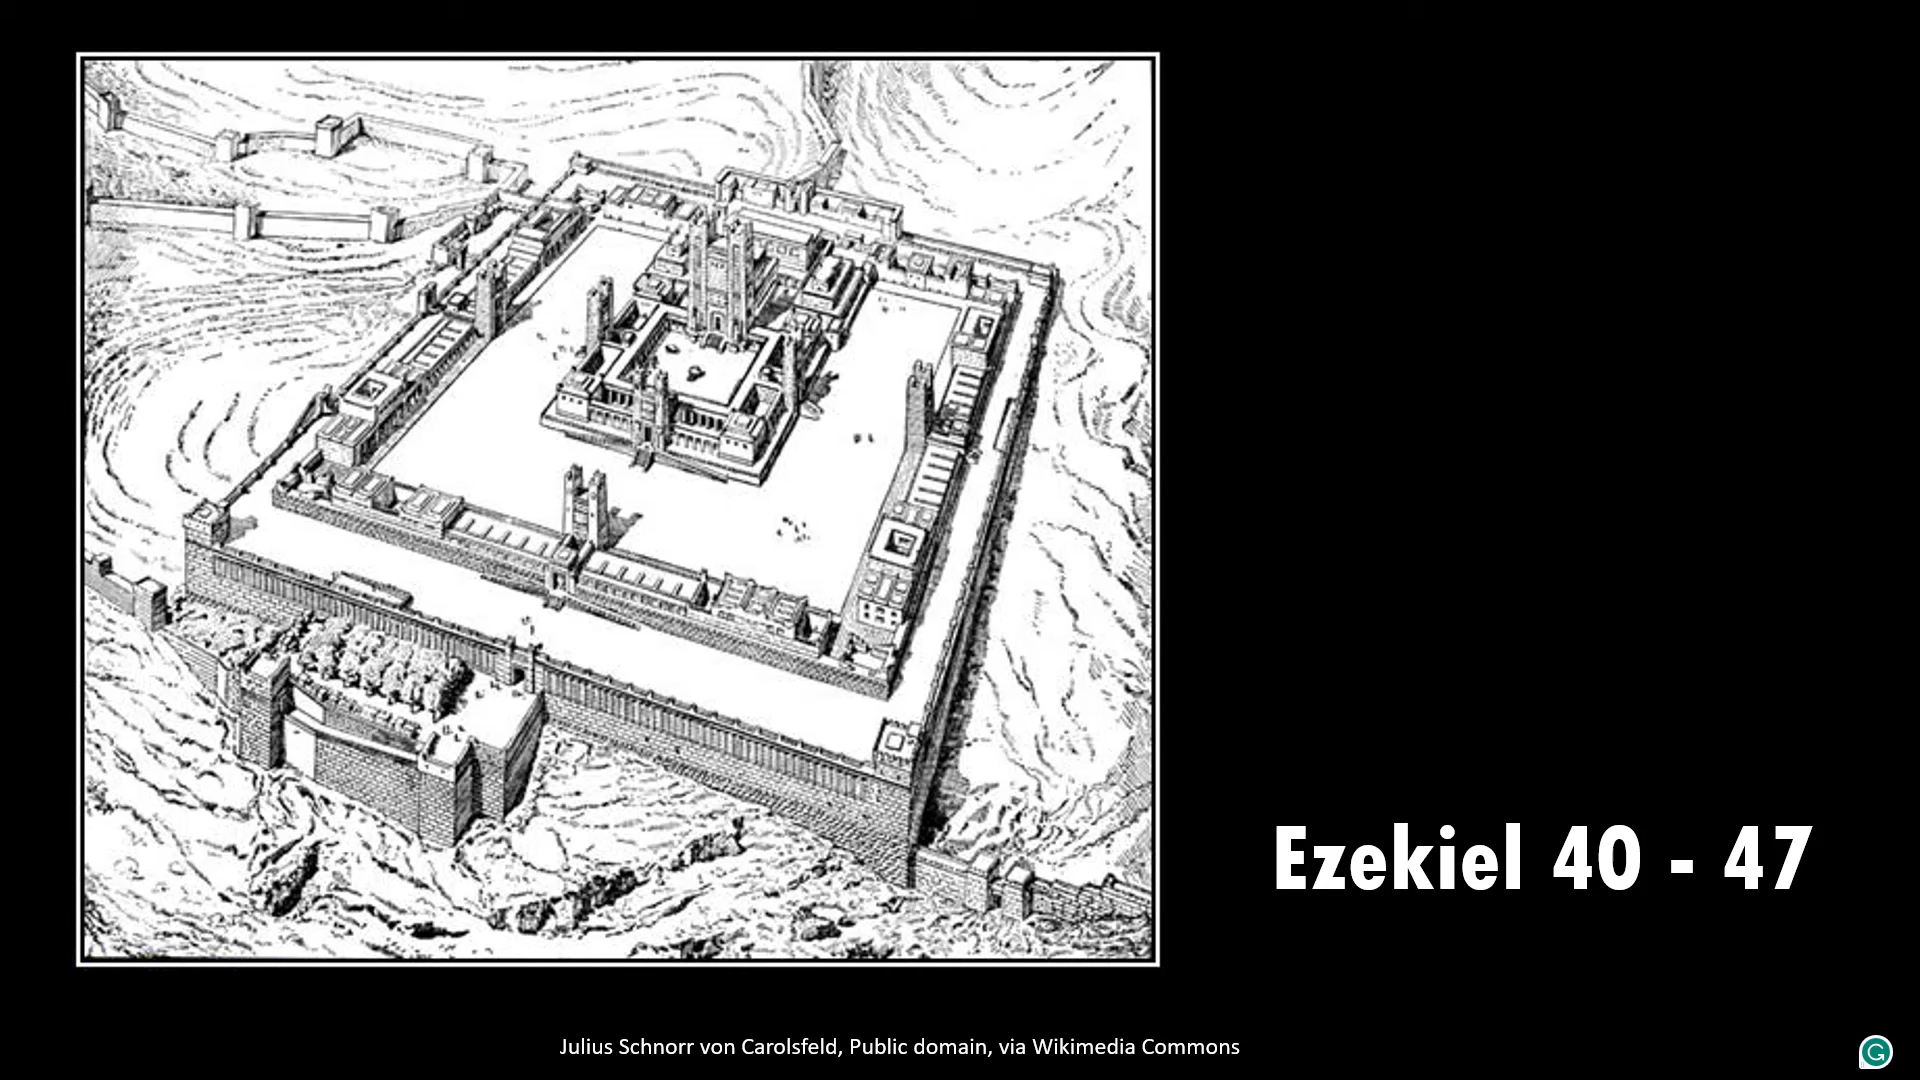 Ezekiel 40 - 47
Julius Schnorr von Carolsfeld, Public domain, via Wikimedia Commons